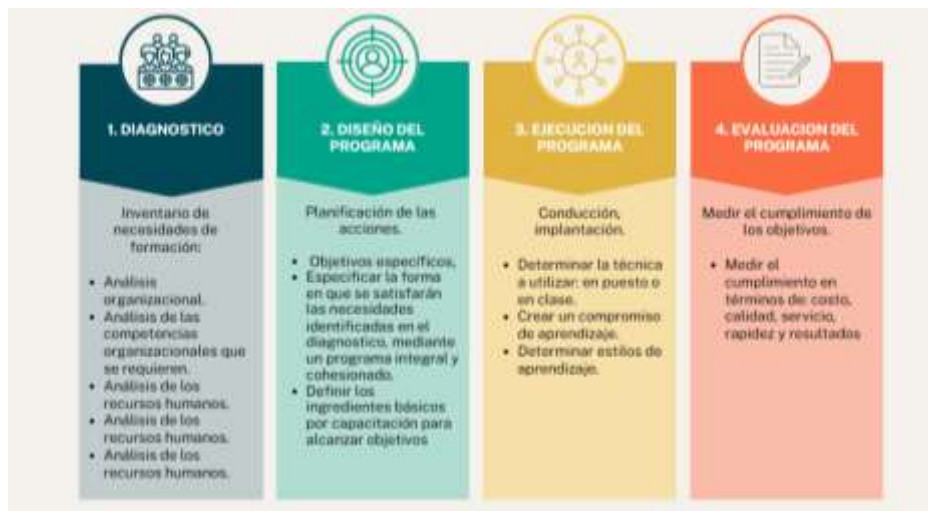 1. DIAGNOSTICO
Inventario de
necesidades de
formación:
• Análisis
organizacional.
• Análisis de las
competencias
organizacionales que
se requieren.
• Análisis de los
recursos humanos.
• Análisis de los
recursos humanos.
• Análisis de los
recursos humanos.
2. DISEÑO DEL
PROGRAMA
Planificación de las
acciones.
• Objetivos específicos,
• Especificar la forma
en que se satisfarán
las necesidades
identificadas en el
diagnostico, mediante
un programa integral y
cohesionado.
• Definir los
ingredientes básicos
por capacitación para
alcanzar objetivos
3. EJECUCION DEL
PROGRAMA
Conducción,
implantación.
• Determinar la técnica
a utilizar: en puesto o
en clase.
• Crear un compromiso
de aprendizaje.
• Determinar estilos de
aprendizaje.
4. EVALUACION DEL
PROGRAMA
Medir el cumplimiento de
los objetivos.
• Medir el
cumplimiento en
términos de: costo,
calidad, servicio,
rapidez y resultados